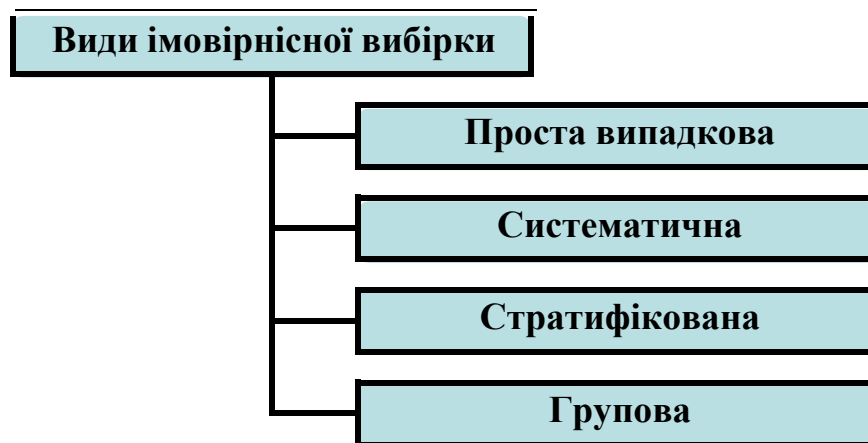 Види імовірнісної вибірки
Проста випадкова
Систематична
Стратифікована
Групова